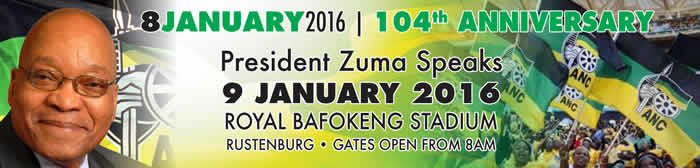 8JANUARY2016 | 104th ANNIVERSARY
President Zuma Speaks
9 JANUARY 2016
ROYAL BAFOKENG STADIUM
RUSTENBURG • GATES OPEN FROM 8AM
ANC
ANC
ANC